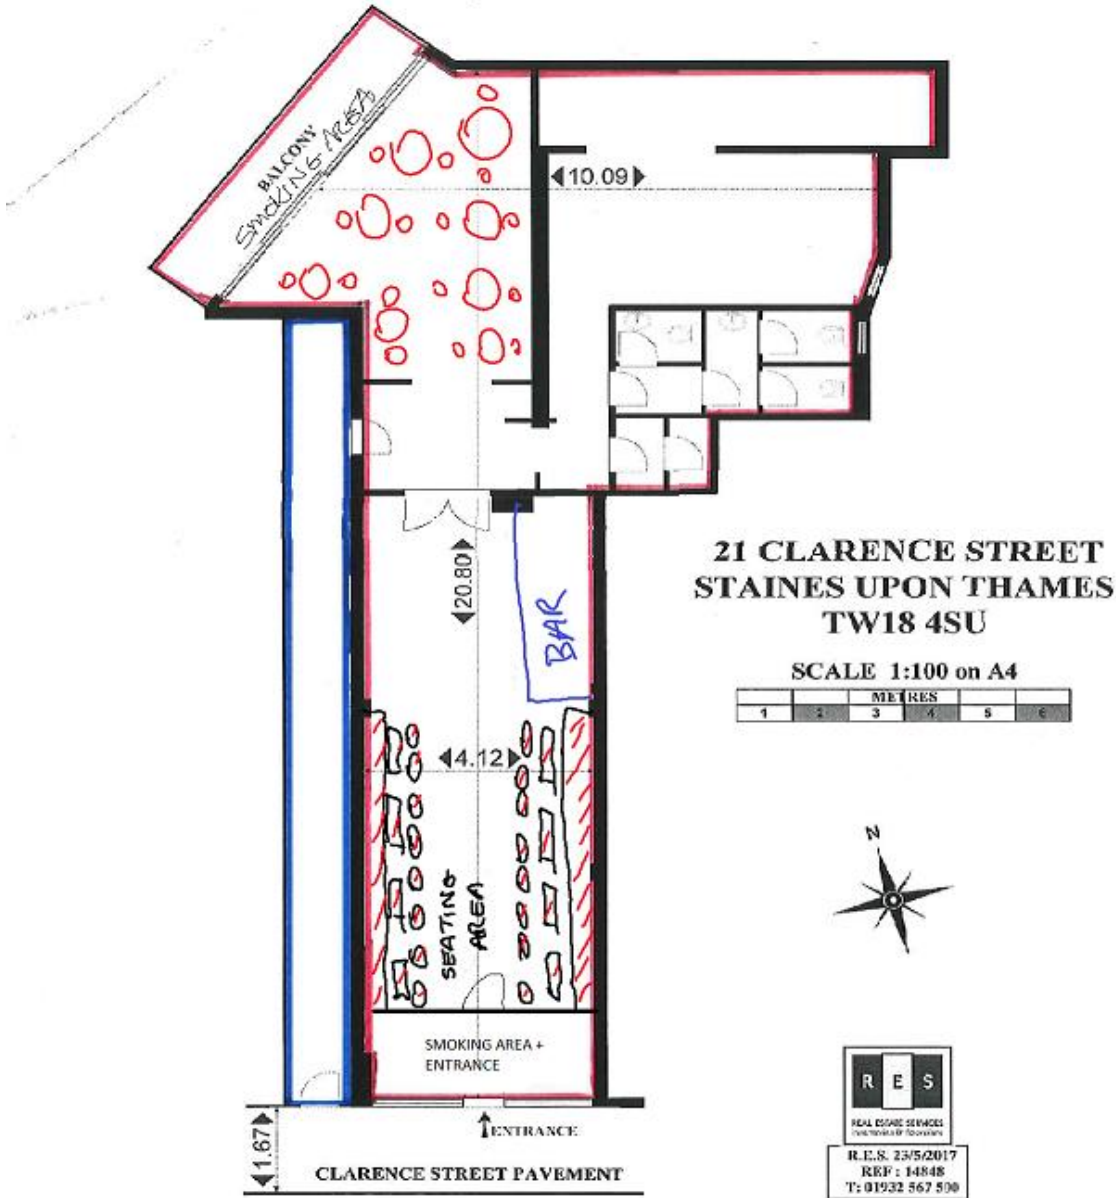 BALCONY
SMOKING AREA
10.09
20.80
BAR
21 CLARENCE STREET
STAINES UPON THAMES
TW18 4SU
SCALE 1:100 on A4
METRES
1 2 3 4 5 6
4.12
SEATING
AREA
N
SMOKING AREA +
ENTRANCE
ENTRANCE
1.67
CLARENCE STREET PAVEMENT
R E S
REAL ESTATE SERVICES
R.E.S. 23/5/2017
REF : 14848
T: 01932 567 500